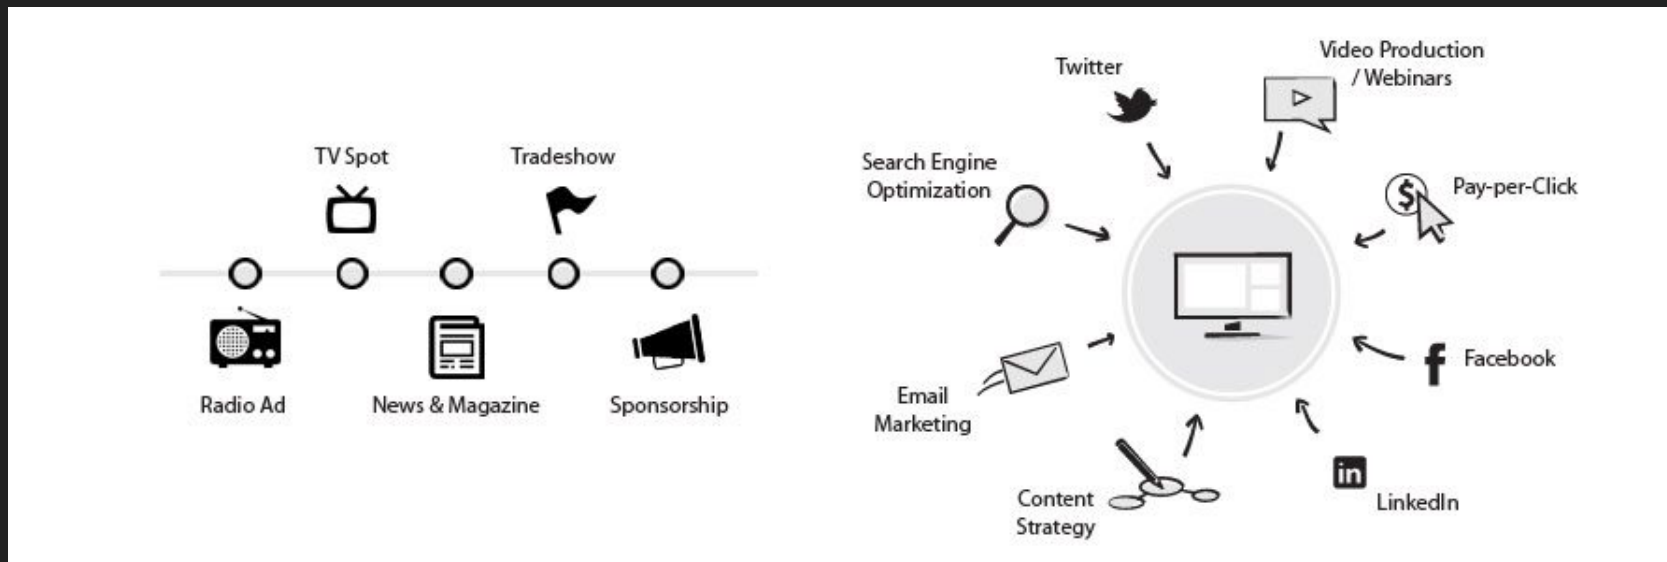 TV Spot
Tradeshow
Radio Ad
News & Magazine
Sponsorship
Twitter
Video Production
/ Webinars
Search Engine
Optimization
$
Pay-per-Click
Email
Marketing
f
Facebook
Content
Strategy
in
LinkedIn